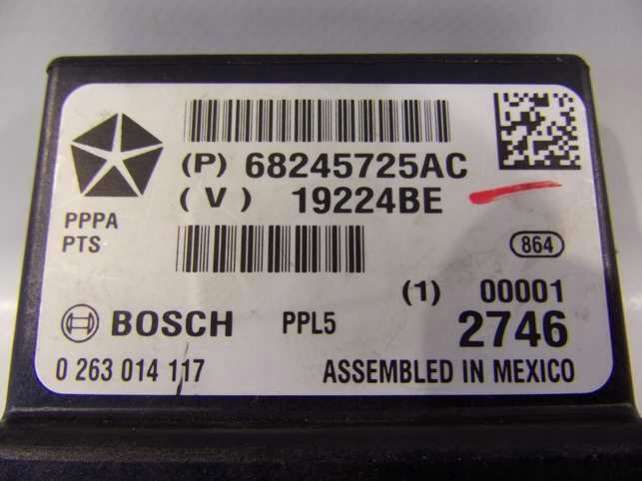 (P) 68245725AC
(V) 19224BE
PPPA
PTS
864
(1) 00001
BOSCH PPL5 2746
0 263 014 117 ASSEMBLED IN MEXICO